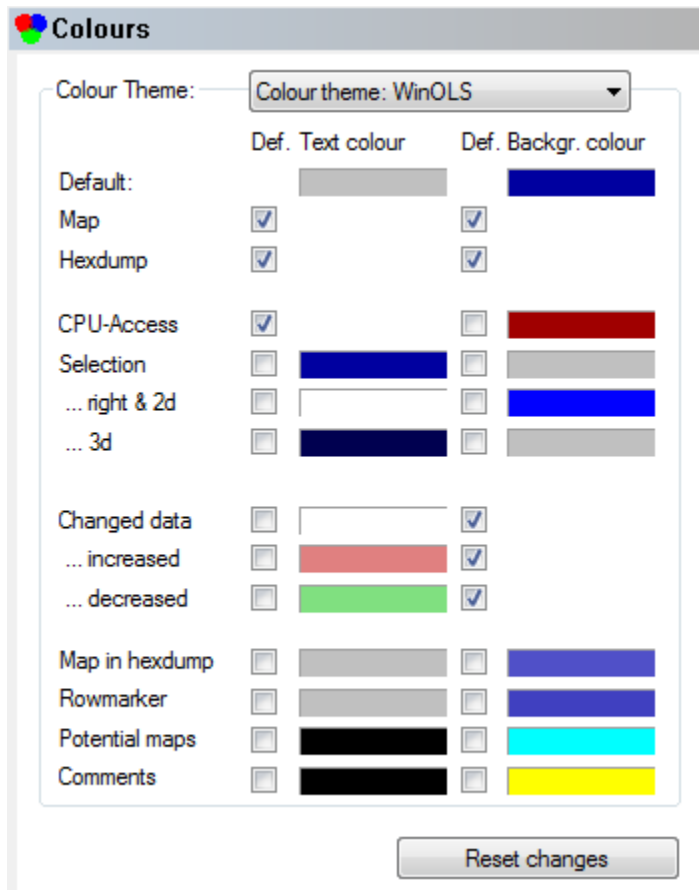 Colours
Colour Theme: Colour theme: WinOLS
Def. Text colour Def. Backgr. colour
Default:
Map
Hexdump
CPU-Access
Selection
... right & 2d
... 3d
Changed data
... increased
... decreased
Map in hexdump
Rowmarker
Potential maps
Comments
Reset changes